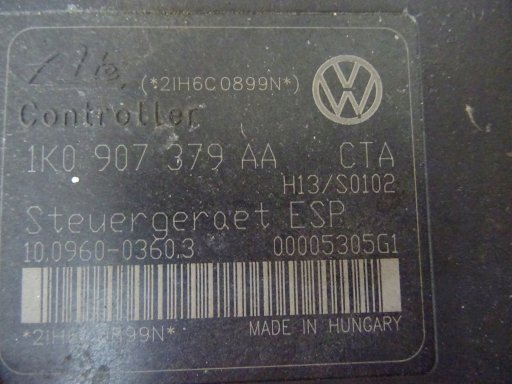 (*2IH6C0899N*)
Controller
1K0 907 379 AA CTA
H13/S0102
Steuergeraet ESP
10.0960-0360.3 00005305G1
*2IH6C0899N*
MADE IN HUNGARY